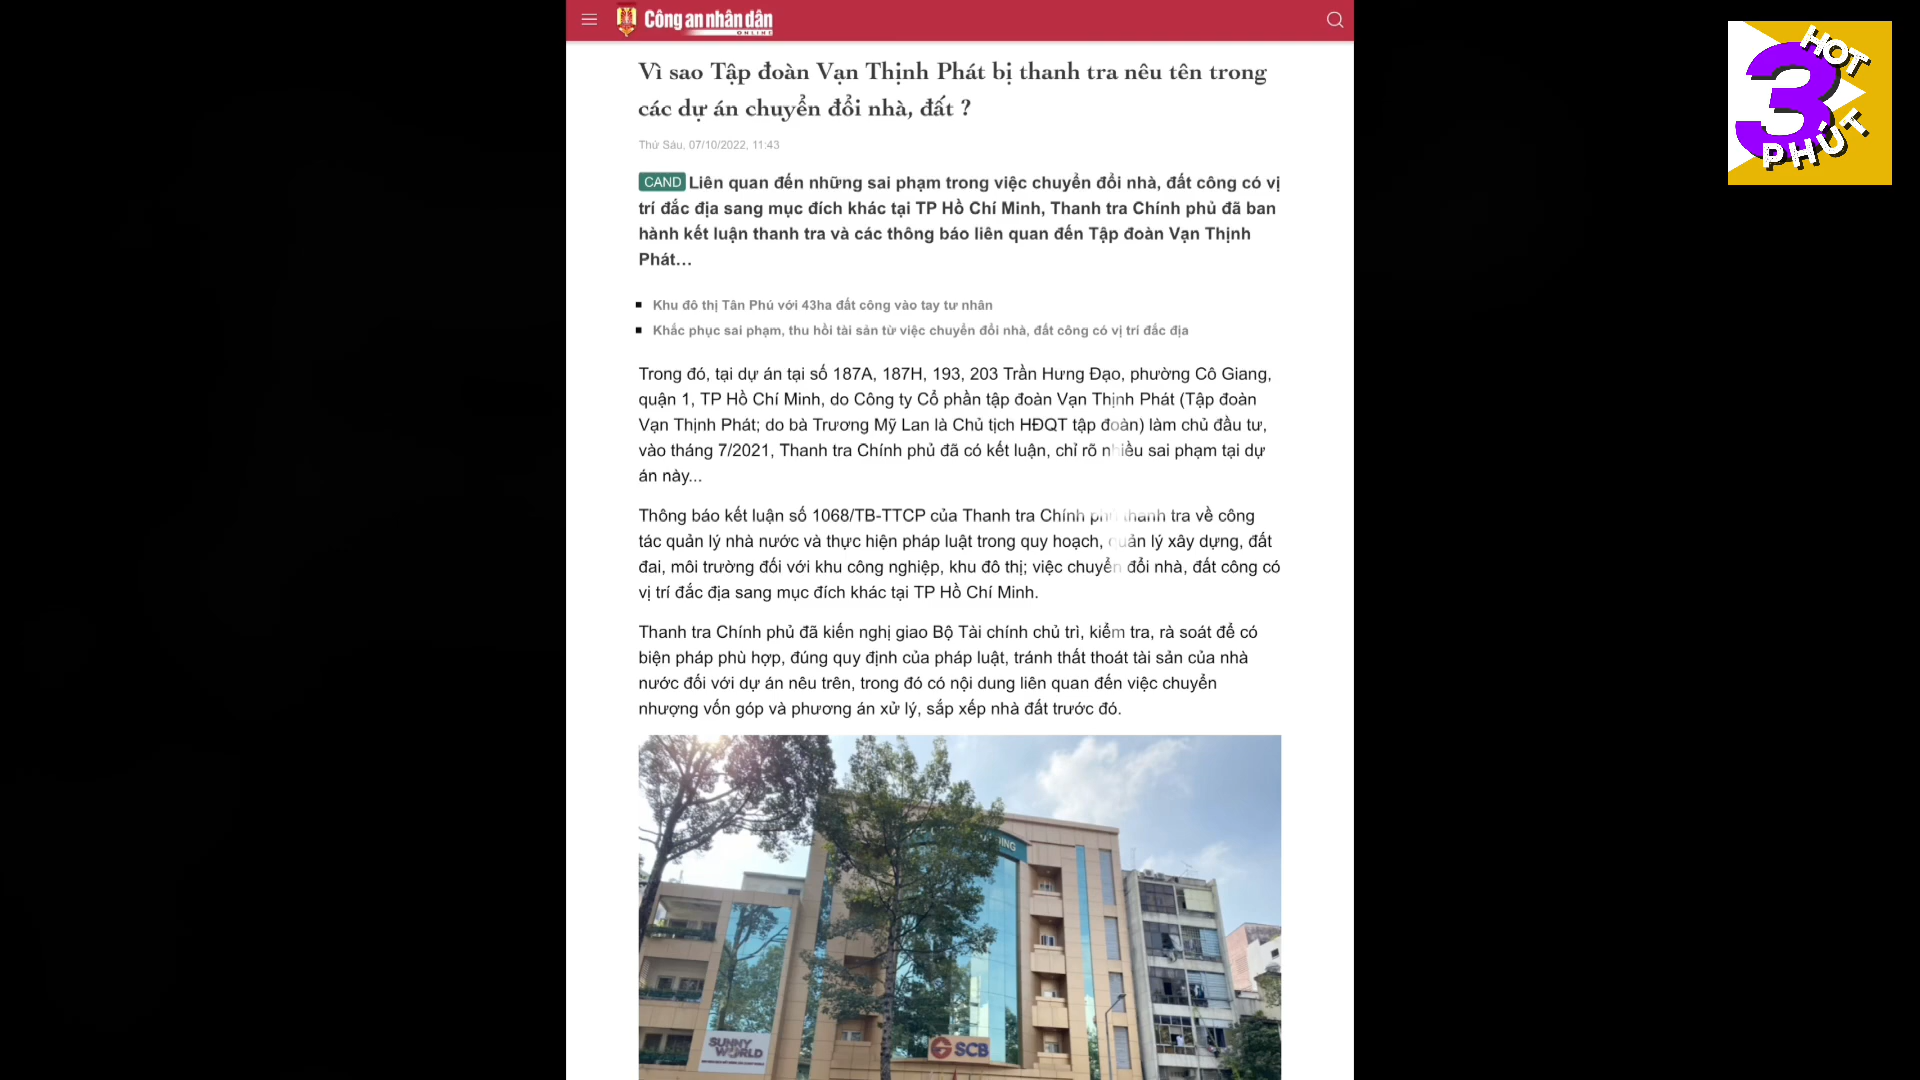 Công an nhân dân
ONLINE
HOT
3
PHÚT
Vì sao Tập đoàn Vạn Thịnh Phát bị thanh tra nêu tên trong
các dự án chuyển đổi nhà, đất ?
Thứ Sáu, 07/10/2022, 11:43
CAND Liên quan đến những sai phạm trong việc chuyển đổi nhà, đất công có vị
trí đắc địa sang mục đích khác tại TP Hồ Chí Minh, Thanh tra Chính phủ đã ban
hành kết luận thanh tra và các thông báo liên quan đến Tập đoàn Vạn Thịnh
Phát…
Khu đô thị Tân Phú với 43ha đất công vào tay tư nhân
Khắc phục sai phạm, thu hồi tài sản từ việc chuyển đổi nhà, đất công có vị trí đắc địa
Trong đó, tại dự án tại số 187A, 187H, 193, 203 Trần Hưng Đạo, phường Cô Giang,
quận 1, TP Hồ Chí Minh, do Công ty Cổ phần tập đoàn Vạn Thịnh Phát (Tập đoàn
Vạn Thịnh Phát; do bà Trương Mỹ Lan là Chủ tịch HĐQT tập đoàn) làm chủ đầu tư,
vào tháng 7/2021, Thanh tra Chính phủ đã có kết luận, chỉ rõ nhiều sai phạm tại dự
án này...
Thông báo kết luận số 1068/TB-TTCP của Thanh tra Chính phủ thanh tra về công
tác quản lý nhà nước và thực hiện pháp luật trong quy hoạch, quản lý xây dựng, đất
đai, môi trường đối với khu công nghiệp, khu đô thị; việc chuyển đổi nhà, đất công có
vị trí đắc địa sang mục đích khác tại TP Hồ Chí Minh.
Thanh tra Chính phủ đã kiến nghị giao Bộ Tài chính chủ trì, kiểm tra, rà soát để có
biện pháp phù hợp, đúng quy định của pháp luật, tránh thất thoát tài sản của nhà
nước đối với dự án nêu trên, trong đó có nội dung liên quan đến việc chuyển
nhượng vốn góp và phương án xử lý, sắp xếp nhà đất trước đó.
SUNNY
WORLD
SCB